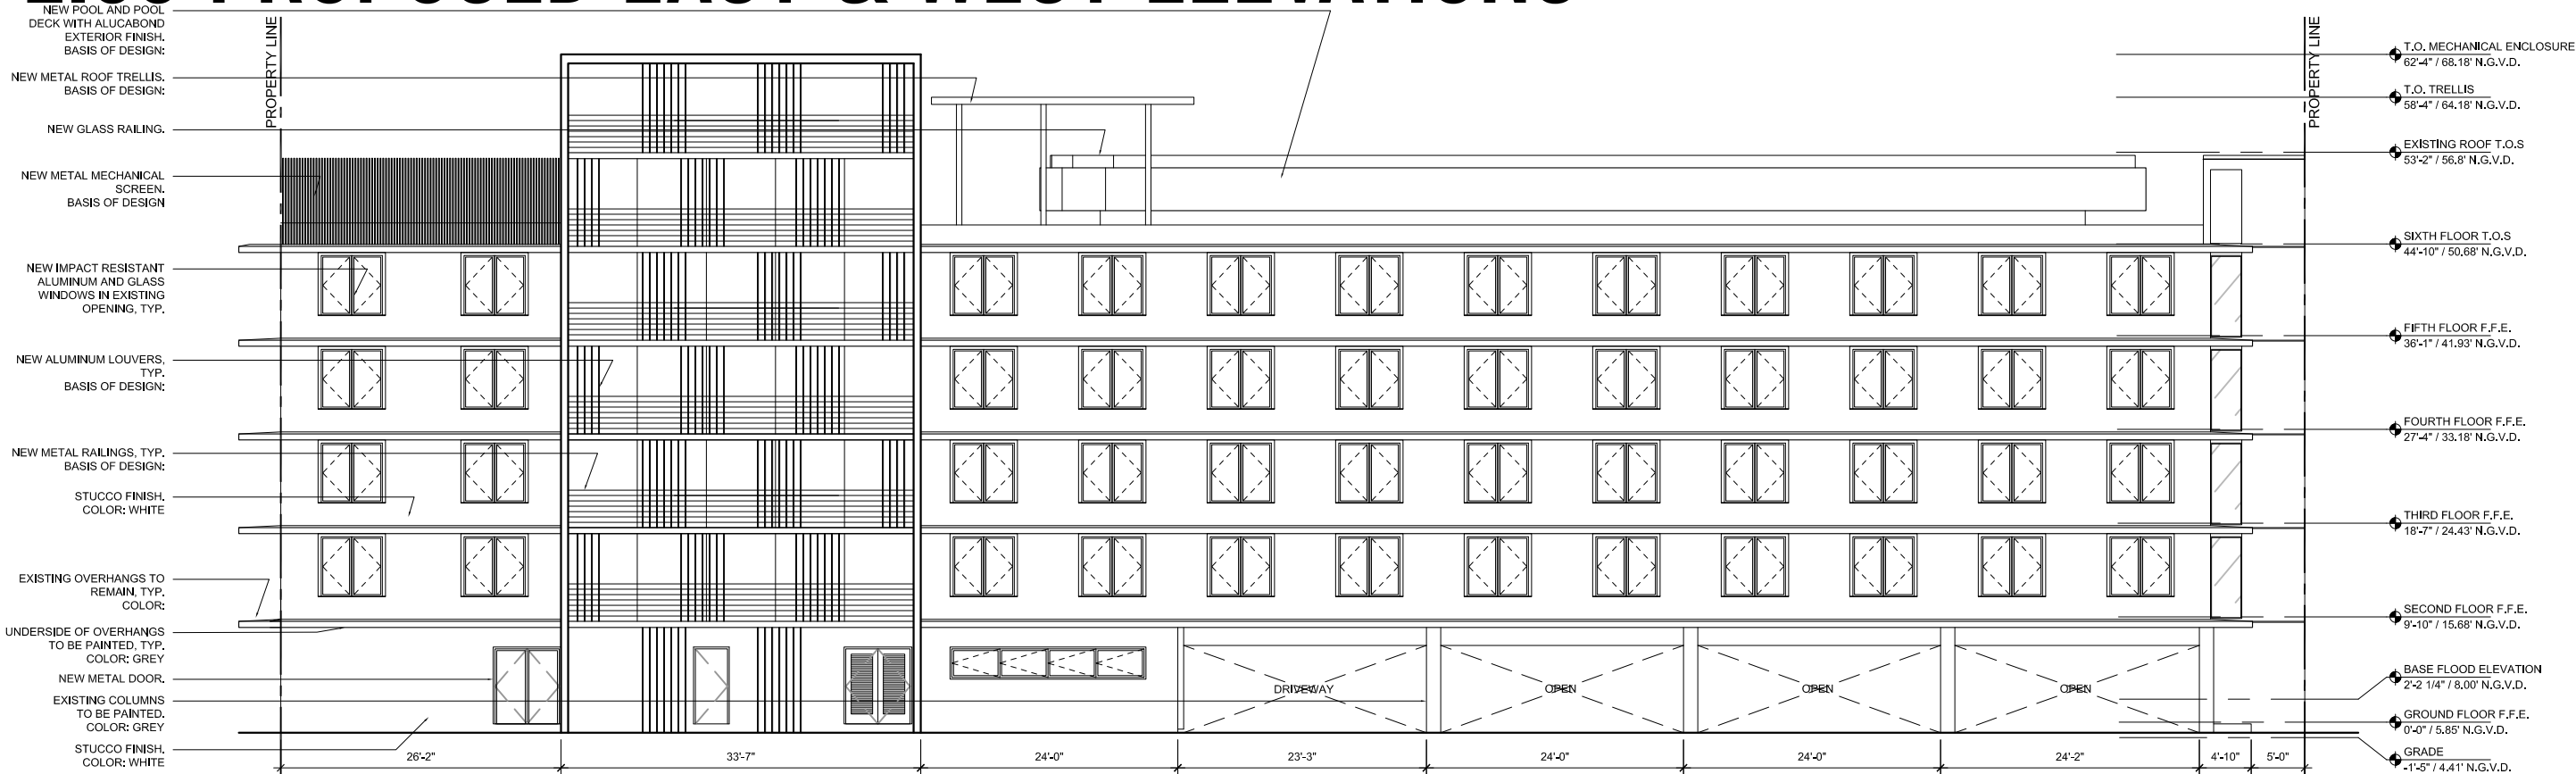 NEW POOL AND POOL
DECK WITH ALUCABOND
EXTERIOR FINISH.
BASIS OF DESIGN:
NEW METAL ROOF TRELLIS.
BASIS OF DESIGN:
NEW GLASS RAILING.
NEW METAL MECHANICAL
SCREEN.
BASIS OF DESIGN
NEW IMPACT RESISTANT
ALUMINUM AND GLASS
WINDOWS IN EXISTING
OPENING, TYP.
NEW ALUMINUM LOUVERS,
TYP.
BASIS OF DESIGN:
NEW METAL RAILINGS, TYP.
BASIS OF DESIGN:
STUCCO FINISH.
COLOR: WHITE
EXISTING OVERHANGS TO
REMAIN, TYP.
COLOR:
UNDERSIDE OF OVERHANGS
TO BE PAINTED, TYP.
COLOR: GREY
NEW METAL DOOR.
EXISTING COLUMNS
TO BE PAINTED.
COLOR: GREY
STUCCO FINISH.
COLOR: WHITE
PROPERTY LINE
DRIVEWAY
OPEN
OPEN
OPEN
26'-2"
33'-7"
24'-0"
23'-3"
24'-0"
24'-0"
24'-2"
4'-10"
5'-0"
PROPERTY LINE
T.O. MECHANICAL ENCLOSURE
62'-4" / 68.18' N.G.V.D.
T.O. TRELLIS
58'-4" / 64.18' N.G.V.D.
EXISTING ROOF T.O.S
53'-2" / 56.8' N.G.V.D.
SIXTH FLOOR T.O.S
44'-10" / 50.68' N.G.V.D.
FIFTH FLOOR F.F.E.
36'-1" / 41.93' N.G.V.D.
FOURTH FLOOR F.F.E.
27'-4" / 33.18' N.G.V.D.
THIRD FLOOR F.F.E.
18'-7" / 24.43' N.G.V.D.
SECOND FLOOR F.F.E.
9'-10" / 15.68' N.G.V.D.
BASE FLOOD ELEVATION
2'-2 1/4" / 8.00' N.G.V.D.
GROUND FLOOR F.F.E.
0'-0" / 5.85' N.G.V.D.
GRADE
-1'-5" / 4.41' N.G.V.D.